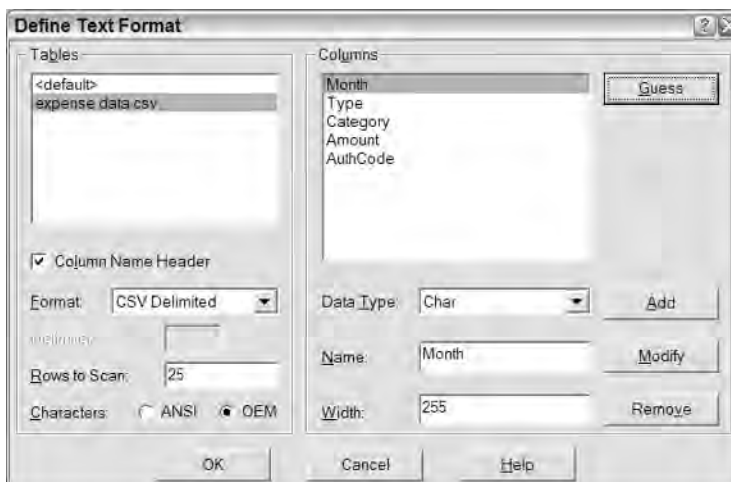 Define Text Format
Tables
<default>
expense data csv
Column Name Header
Format: CSV Delimited
Delimiter:
Rows to Scan: 25
Characters: ANSI OEM
Columns
Month
Type
Category
Amount
AuthCode
Guess
Data Type: Char
Add
Name: Month
Modify
Width: 255
Remove
OK
Cancel
Help